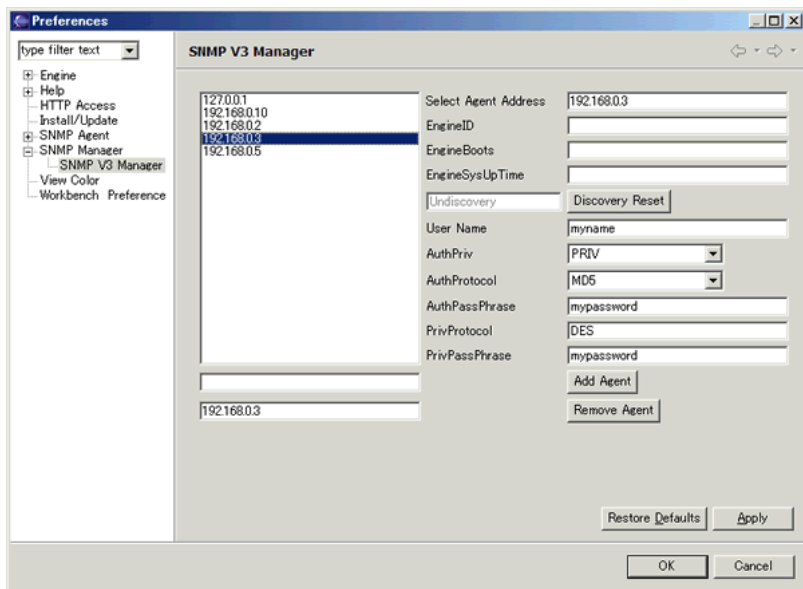 Preferences
type filter text
SNMP V3 Manager
Engine
Help
HTTP Access
Install/Update
SNMP Agent
SNMP Manager
SNMP V3 Manager
View Color
Workbench Preference
127.0.0.1
192.168.0.10
192.168.0.2
192.168.0.3
192.168.0.5
Select Agent Address 192.168.0.3
EngineID
EngineBoots
EngineSysUpTime
Undiscovery Discovery Reset
User Name myname
AuthPriv PRIV
AuthProtocol MD5
AuthPassPhrase mypassword
PrivProtocol DES
PrivPassPhrase mypassword
Add Agent
192.168.0.3 Remove Agent
Restore Defaults Apply
OK Cancel